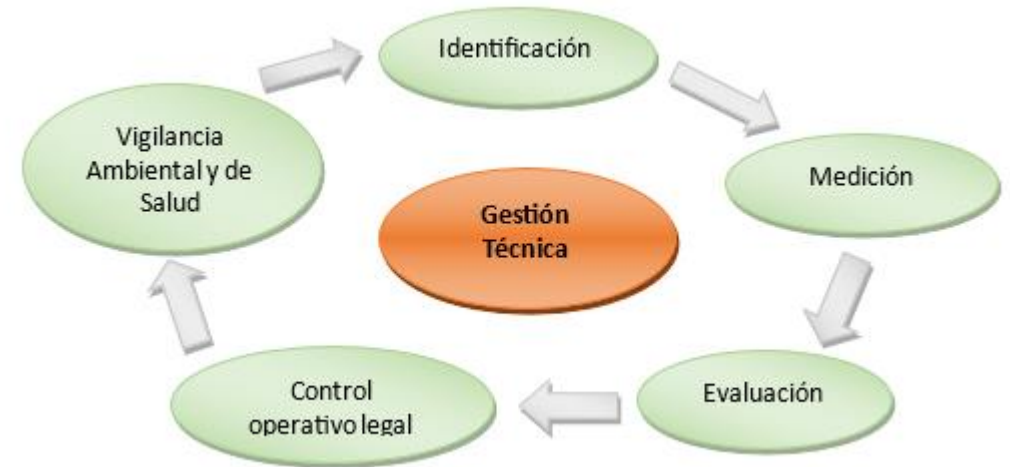 Identificación
Vigilancia
Ambiental y de
Salud
Medición
Gestión
Técnica
Control
operativo legal
Evaluación